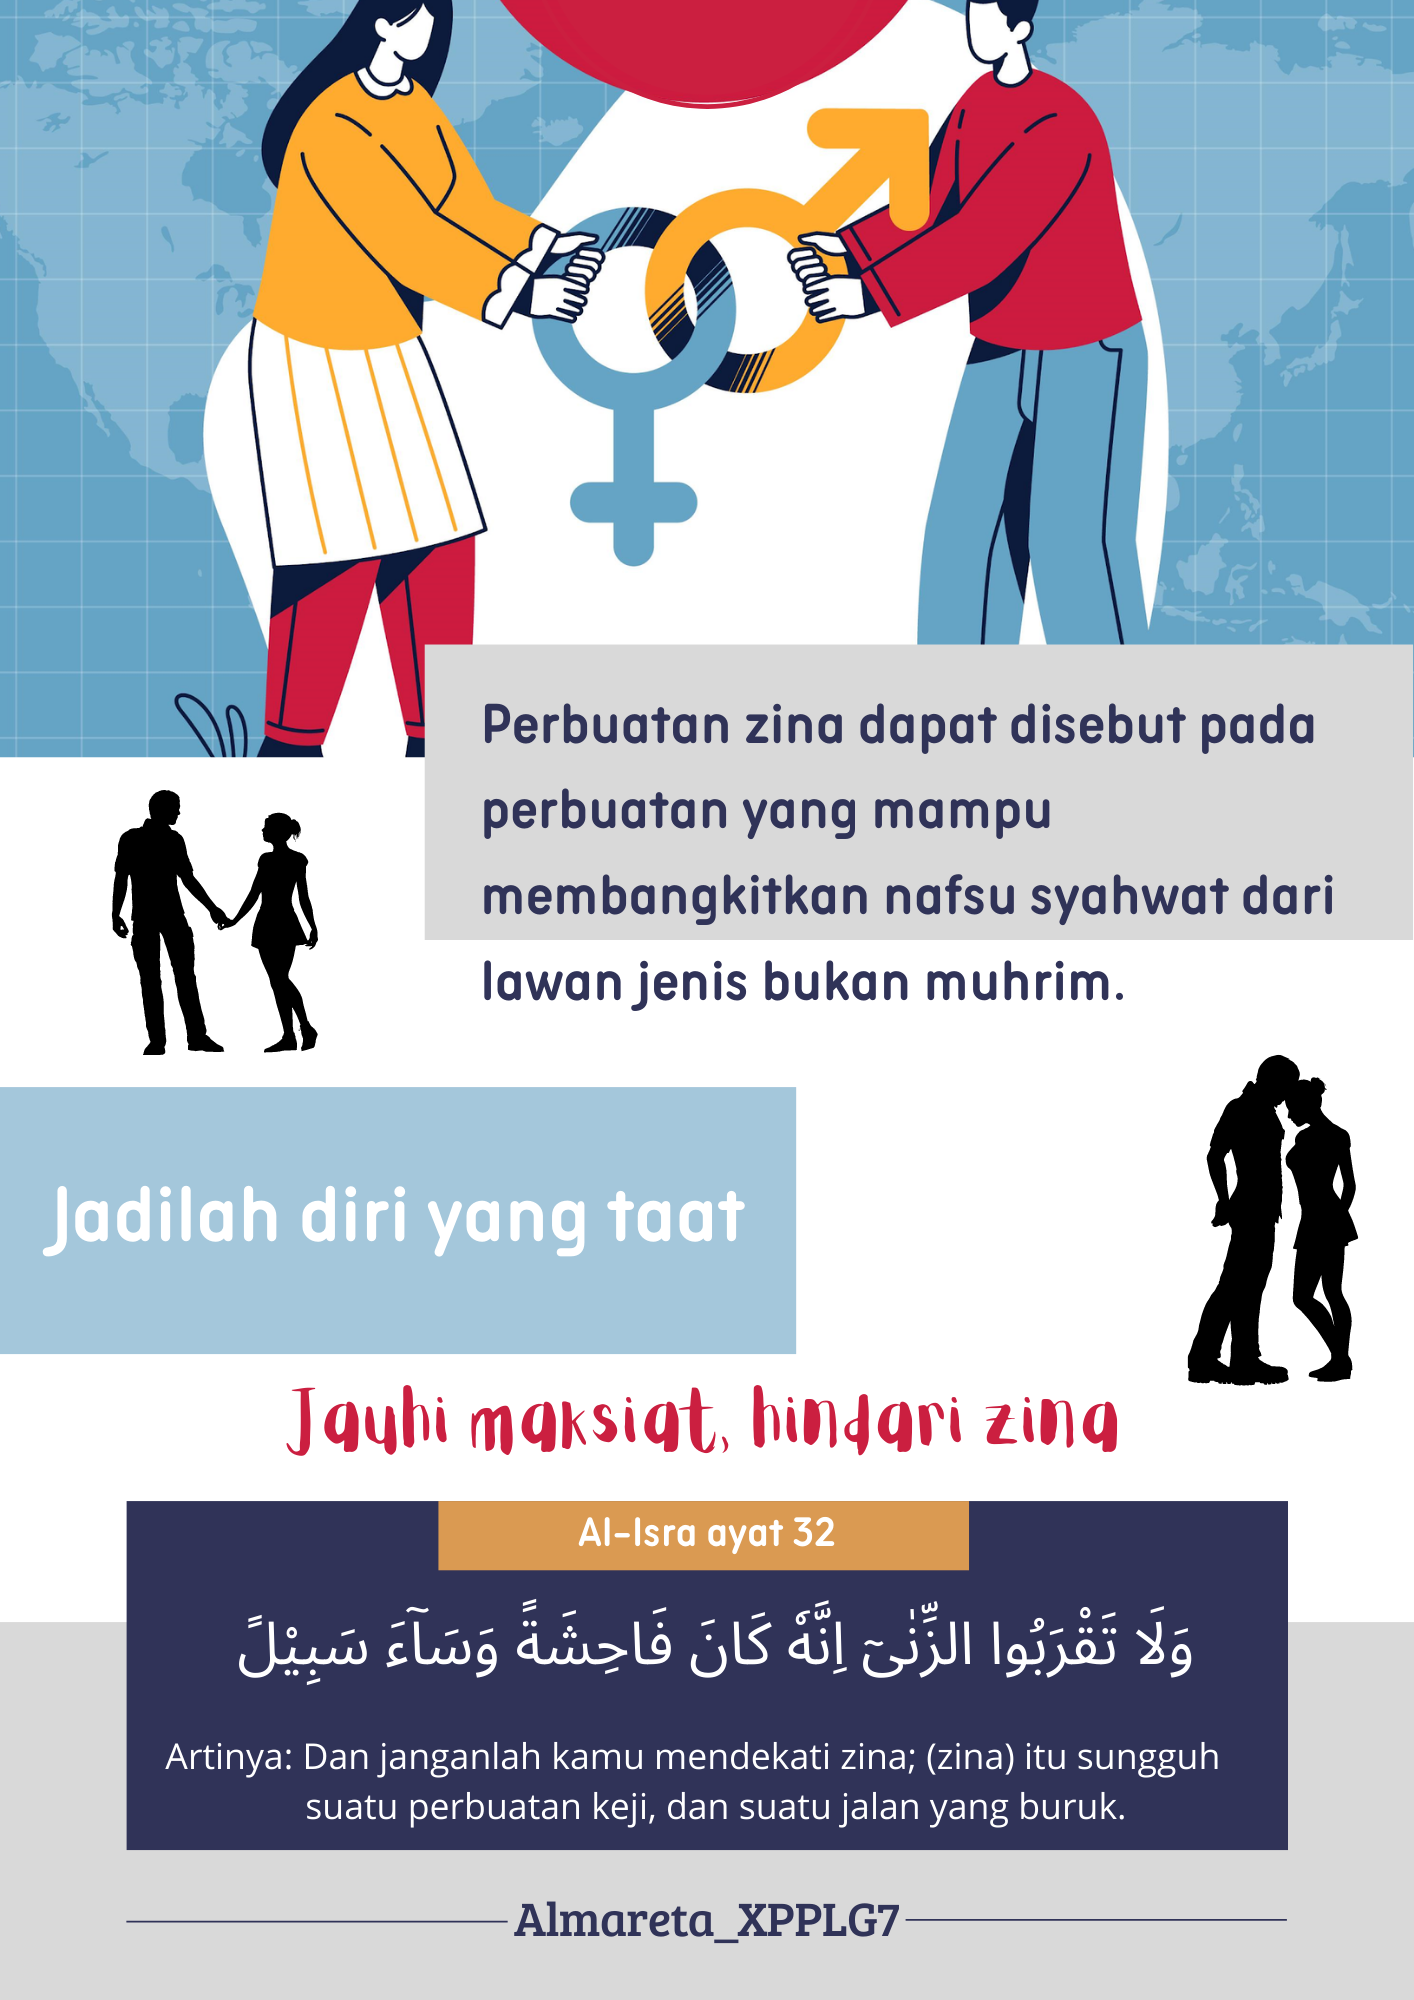 Perbuatan zina dapat disebut pada
perbuatan yang mampu
membangkitkan nafsu syahwat dari
lawan jenis bukan muhrim.
Jadilah diri yang taat
Jauhi maksiat, hindari zina
Al-Isra ayat 32
وَلَا تَقْرَبُوا الزِّنٰىٓ اِنَّهٗ كَانَ فَاحِشَةً وَسَاۤءَ سَبِيْلً
Artinya: Dan janganlah kamu mendekati zina; (zina) itu sungguh
suatu perbuatan keji, dan suatu jalan yang buruk.
Almareta_XPPLG7